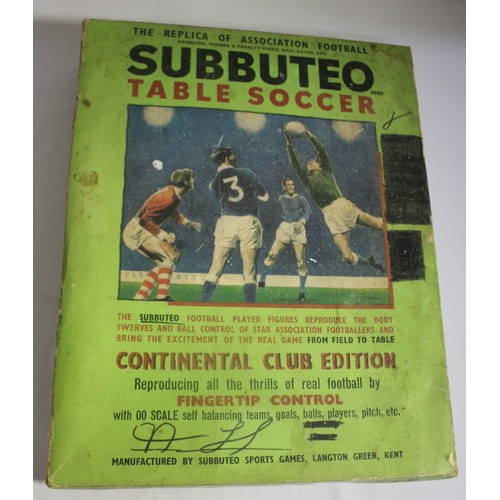 THE REPLICA OF ASSOCIATION FOOTBALL
SUBBUTEO
TABLE SOCCER
3
THE SUBBUTEO FOOTBALL PLAYER FIGURES REPRODUCE THE BODY
SWERVES AND BALL CONTROL OF STAR ASSOCIATION FOOTBALLERS AND
BRING THE EXCITEMENT OF THE REAL GAME FROM FIELD TO TABLE
CONTINENTAL CLUB EDITION
Reproducing all the thrills of real football by
FINGERTIP CONTROL
with 00 SCALE self balancing teams, goals, balls, players, pitch, etc.
MANUFACTURED BY SUBBUTEO SPORTS GAMES, LANGTON GREEN, KENT